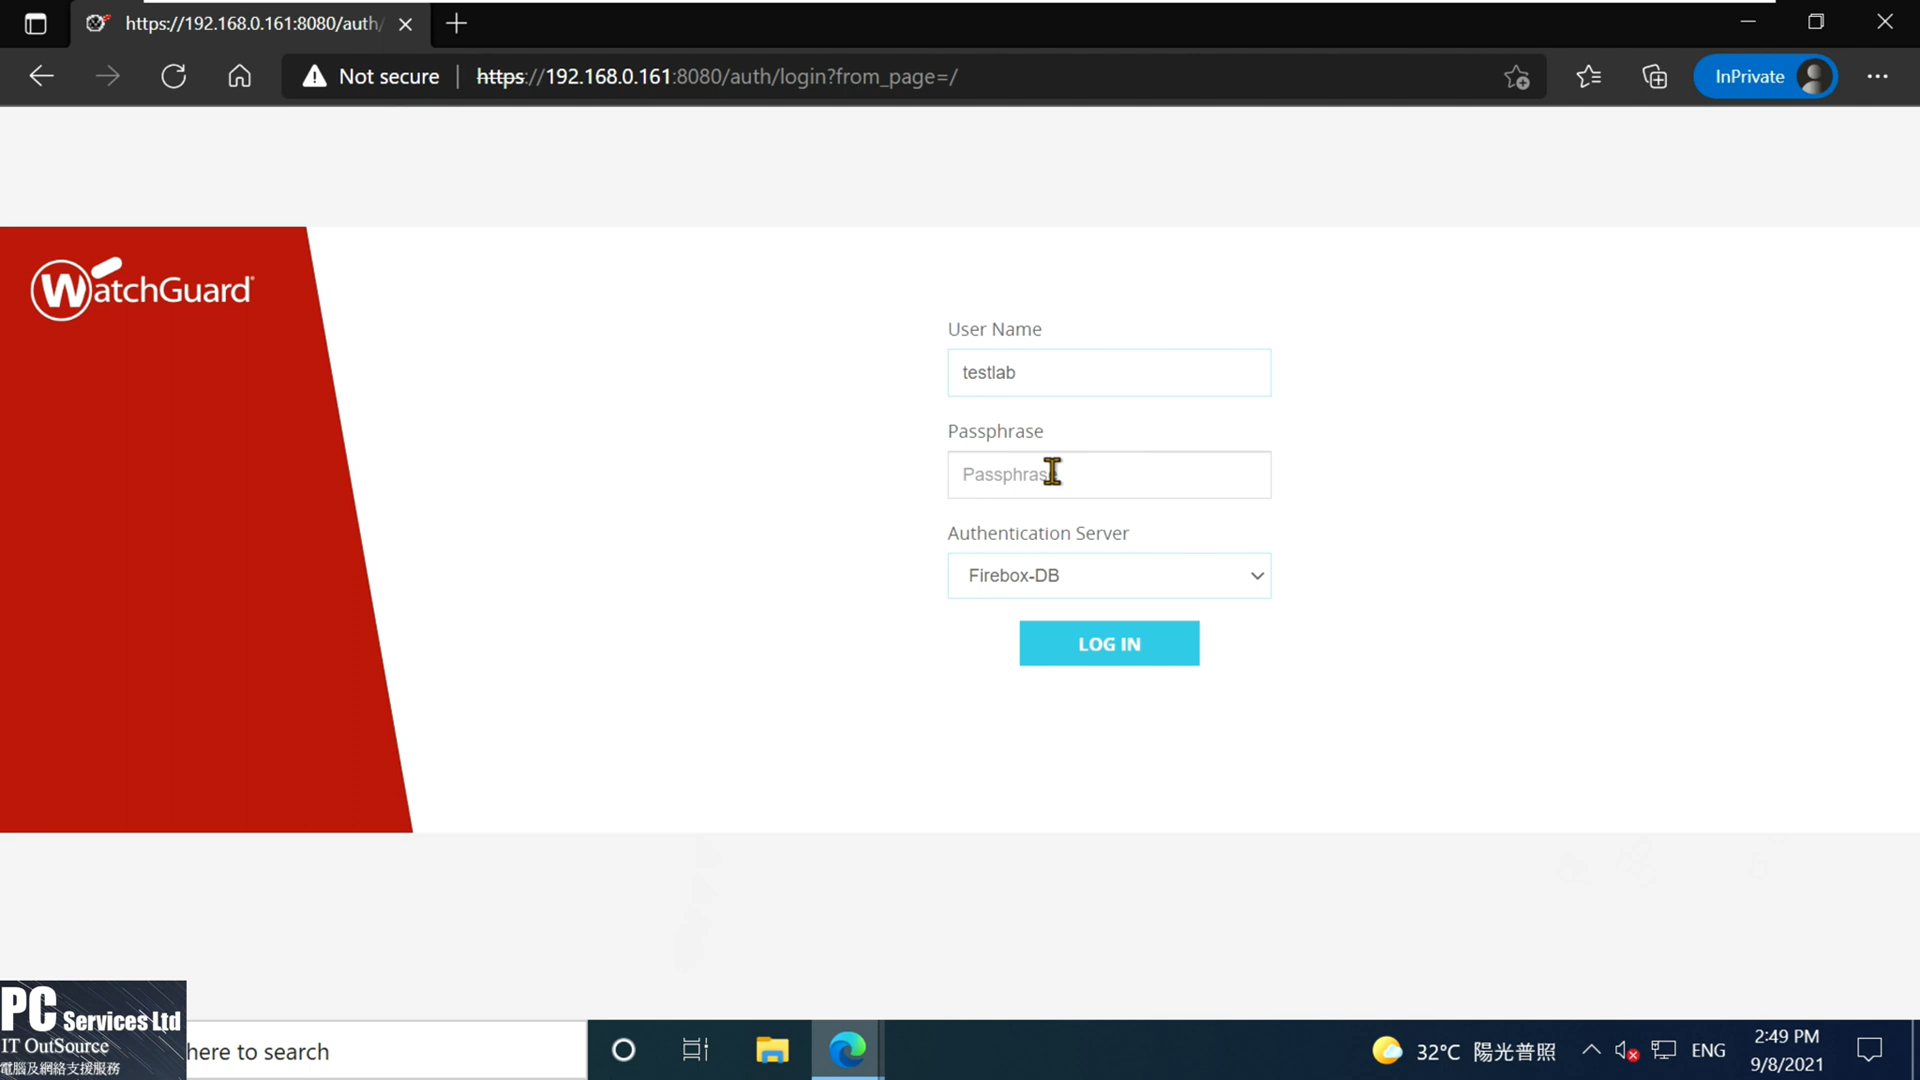 https://192.168.0.161:8080/auth/
Not secure
https://192.168.0.161:8080/auth/login?from_page=/
InPrivate
WatchGuard
User Name
testlab
Passphrase
Passphrase
Authentication Server
Firebox-DB
LOG IN
PC Services Ltd
IT OutSource
電腦及網絡支援服務
here to search
32°C 陽光普照
ENG
2:49 PM
9/8/2021